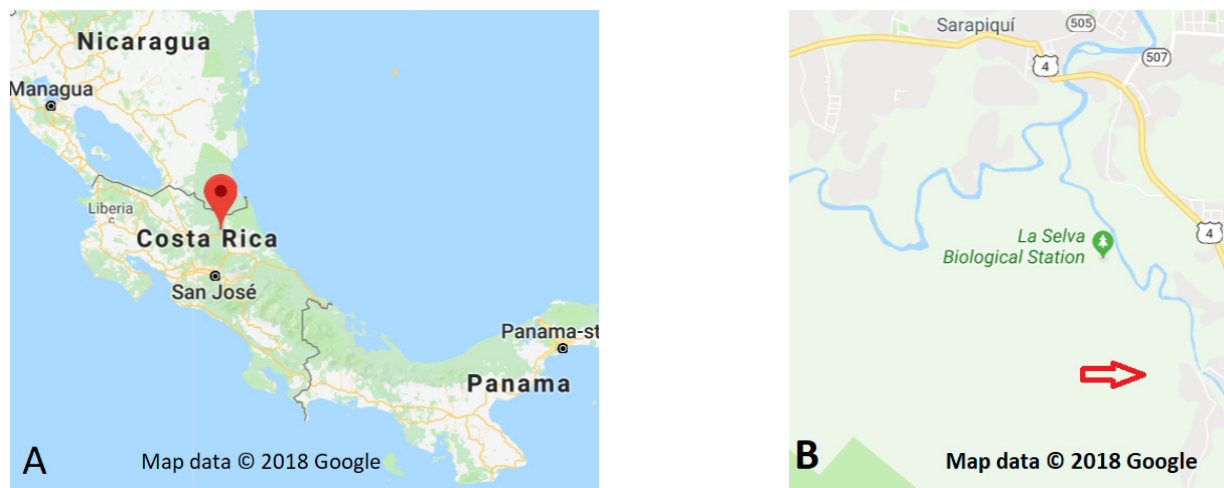 Nicaragua
Managua
Liberia
Costa Rica
San José
Panama-st
Panama
A
Map data © 2018 Google
Sarapiquí
505
4
507
4
La Selva
Biological Station
B
Map data © 2018 Google